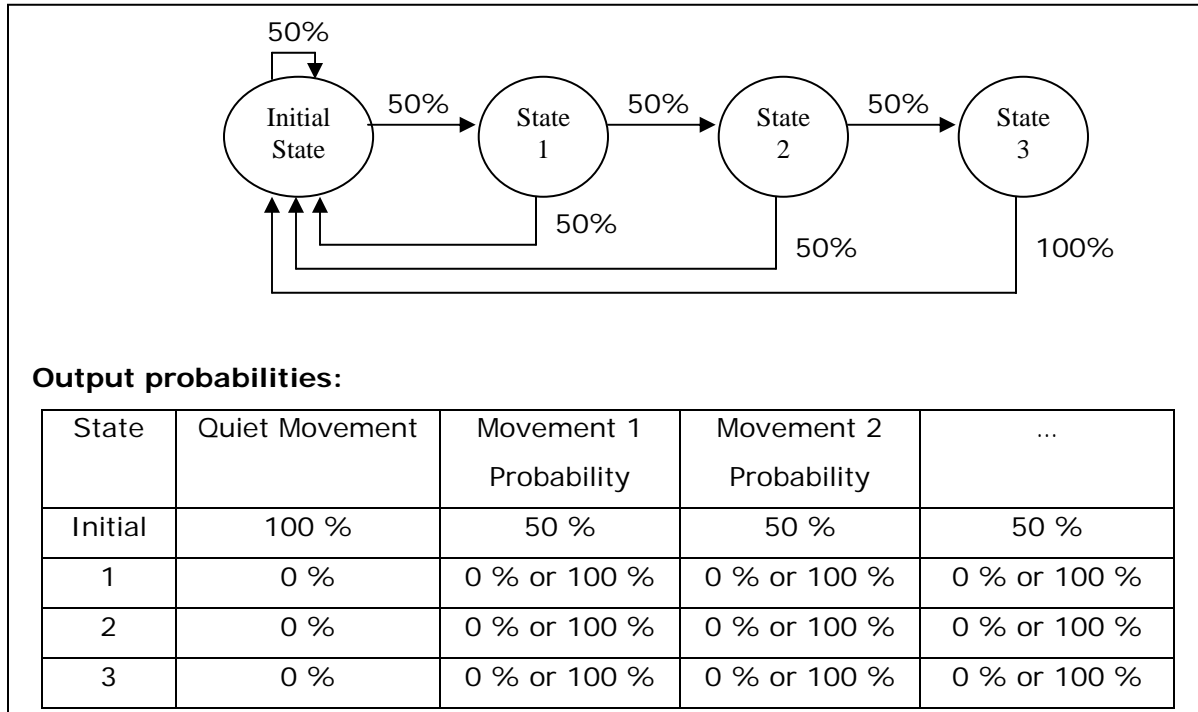 50%
Initial
State
50%
State
1
50%
State
2
50%
State
3
50%
50%
100%
Output probabilities:
State Quiet Movement Movement 1 Movement 2 ...
Probability Probability
Initial 100 % 50 % 50 % 50 %
1 0 % 0 % or 100 % 0 % or 100 % 0 % or 100 %
2 0 % 0 % or 100 % 0 % or 100 % 0 % or 100 %
3 0 % 0 % or 100 % 0 % or 100 % 0 % or 100 %